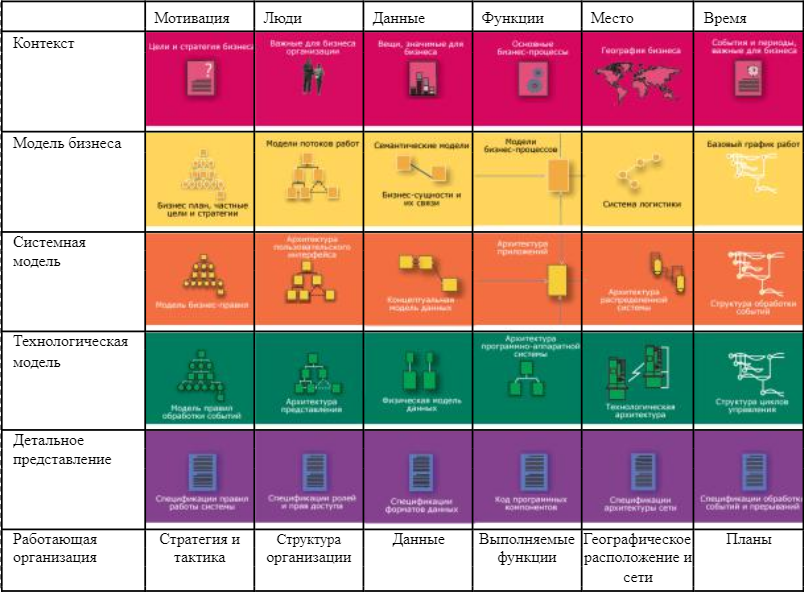 Мотивация Люди Данные Функции Место Время
Контекст
Цели и стратегия бизнеса
Важные для бизнеса
организации
Вещи, значимые для
бизнеса
Основные
бизнес-процессы
География бизнеса
События и периоды,
важные для бизнеса
?
Модель бизнеса
Бизнес план, частные
цели и стратегии
Модели потоков работ
Семантические модели
Бизнес-сущности и
их связи
Модели
бизнес-процессов
Система логистики
Базовый график работ
Системная
модель
Модель бизнес-правил
Архитектура
пользовательского
интерфейса
Концептуальная
модель данных
Архитектура
приложений
Архитектура
распределенной
системы
Структура обработки
событий
Технологическая
модель
Модель правил
обработки событий
Архитектура
представления
Физическая модель
данных
Архитектура
программно-аппаратной
системы
Технологическая
архитектура
Структура циклов
управления
Детальное
представление
Спецификации правил
работы системы
Спецификации ролей
и прав доступа
Спецификации
форматов данных
Код программных
компонентов
Спецификации
архитектуры сети
Спецификации обработки
событий и прерываний
Работающая
организация
Стратегия и
тактика
Структура
организации
Данные
Выполняемые
функции
Географическое
расположение и
сети
Планы